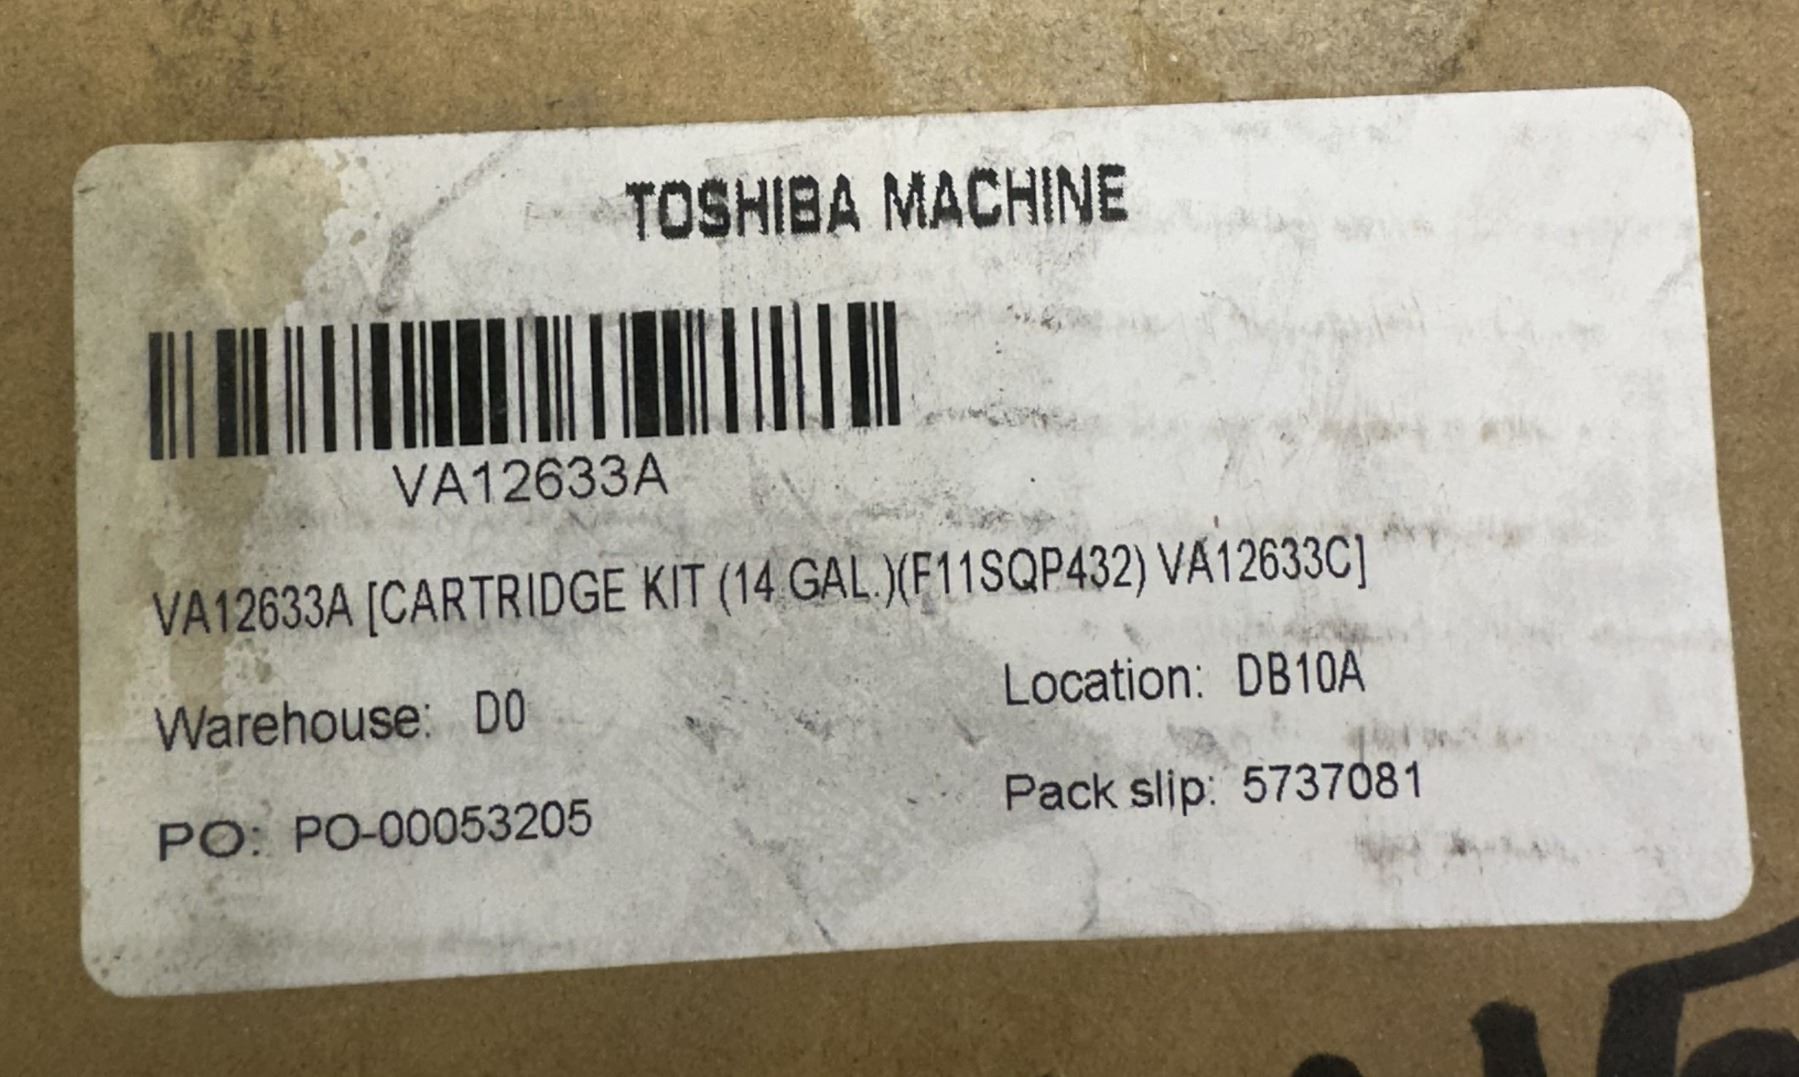 TOSHIBA MACHINE
VA12633A
VA12633A [CARTRIDGE KIT (14 GAL.)(F11SQP432) VA12633C]
Warehouse: D0
Location: DB10A
PO: PO-00053205
Pack slip: 5737081